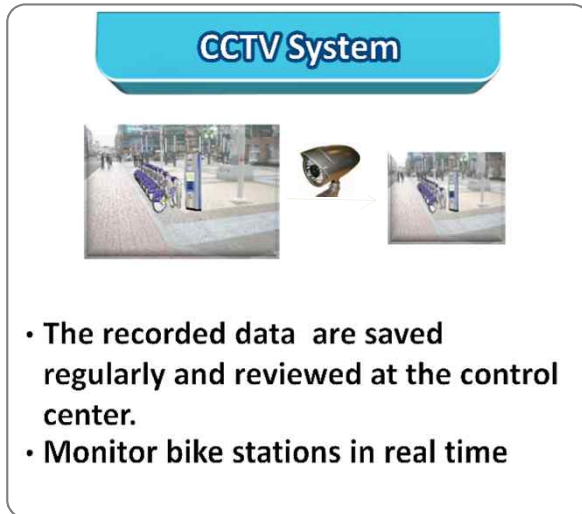 CCTV System
• The recorded data are saved
regularly and reviewed at the control
center.
• Monitor bike stations in real time